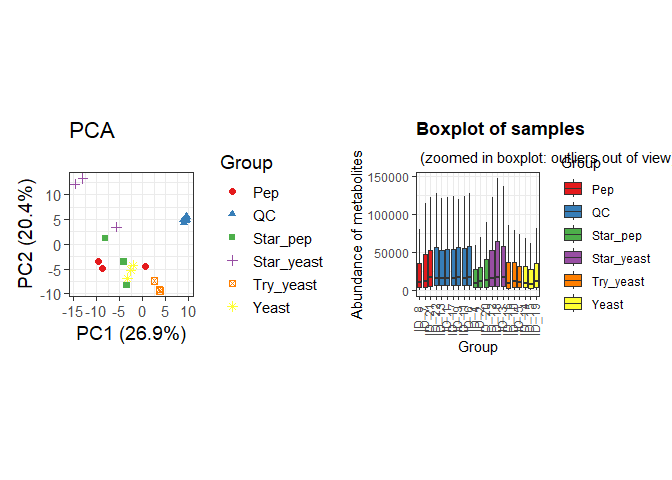 PCA
PC2 (20.4%)
10
5
0
-5
-10
-15 -10 -5 0 5 10
PC1 (26.9%)
Group
Pep
QC
Star_pep
Star_yeast
Try_yeast
Yeast
Boxplot of samples
(zoomed in boxplot: outliers out of view
Abundance of metabolites
150000
100000
50000
0
Group
Group
Pep
QC
Star_pep
Star_yeast
Try_yeast
Yeast